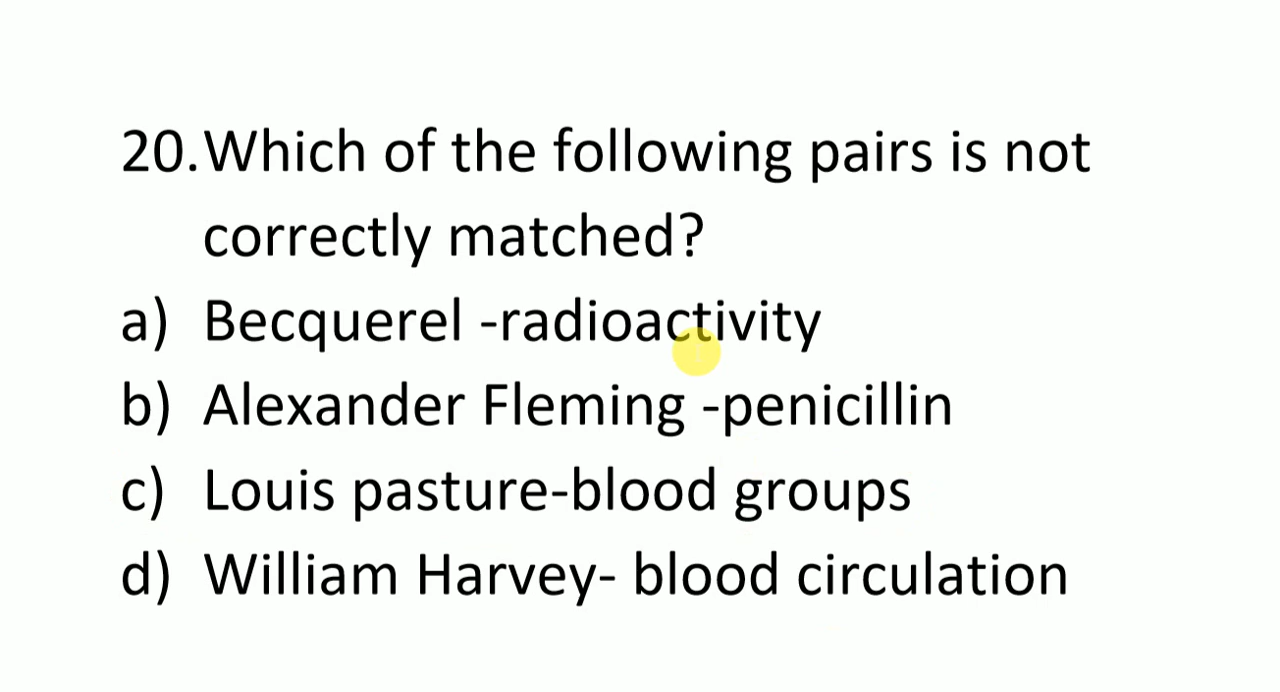 20.Which of the following pairs is not
correctly matched?
a) Becquerel -radioactivity
b) Alexander Fleming -penicillin
c) Louis pasture-blood groups
d) William Harvey- blood circulation